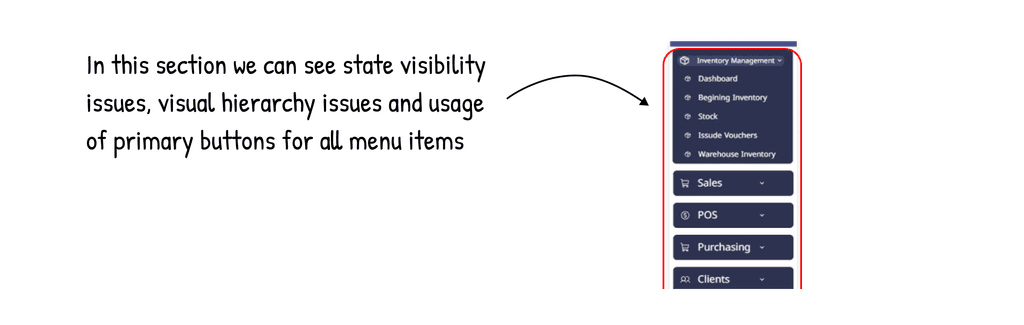 In this section we can see state visibility
issues, visual hierarchy issues and usage
of primary buttons for all menu items
Inventory Management
Dashboard
Begining Inventory
Stock
Issude Vouchers
Warehouse Inventory
Sales
POS
Purchasing
Clients